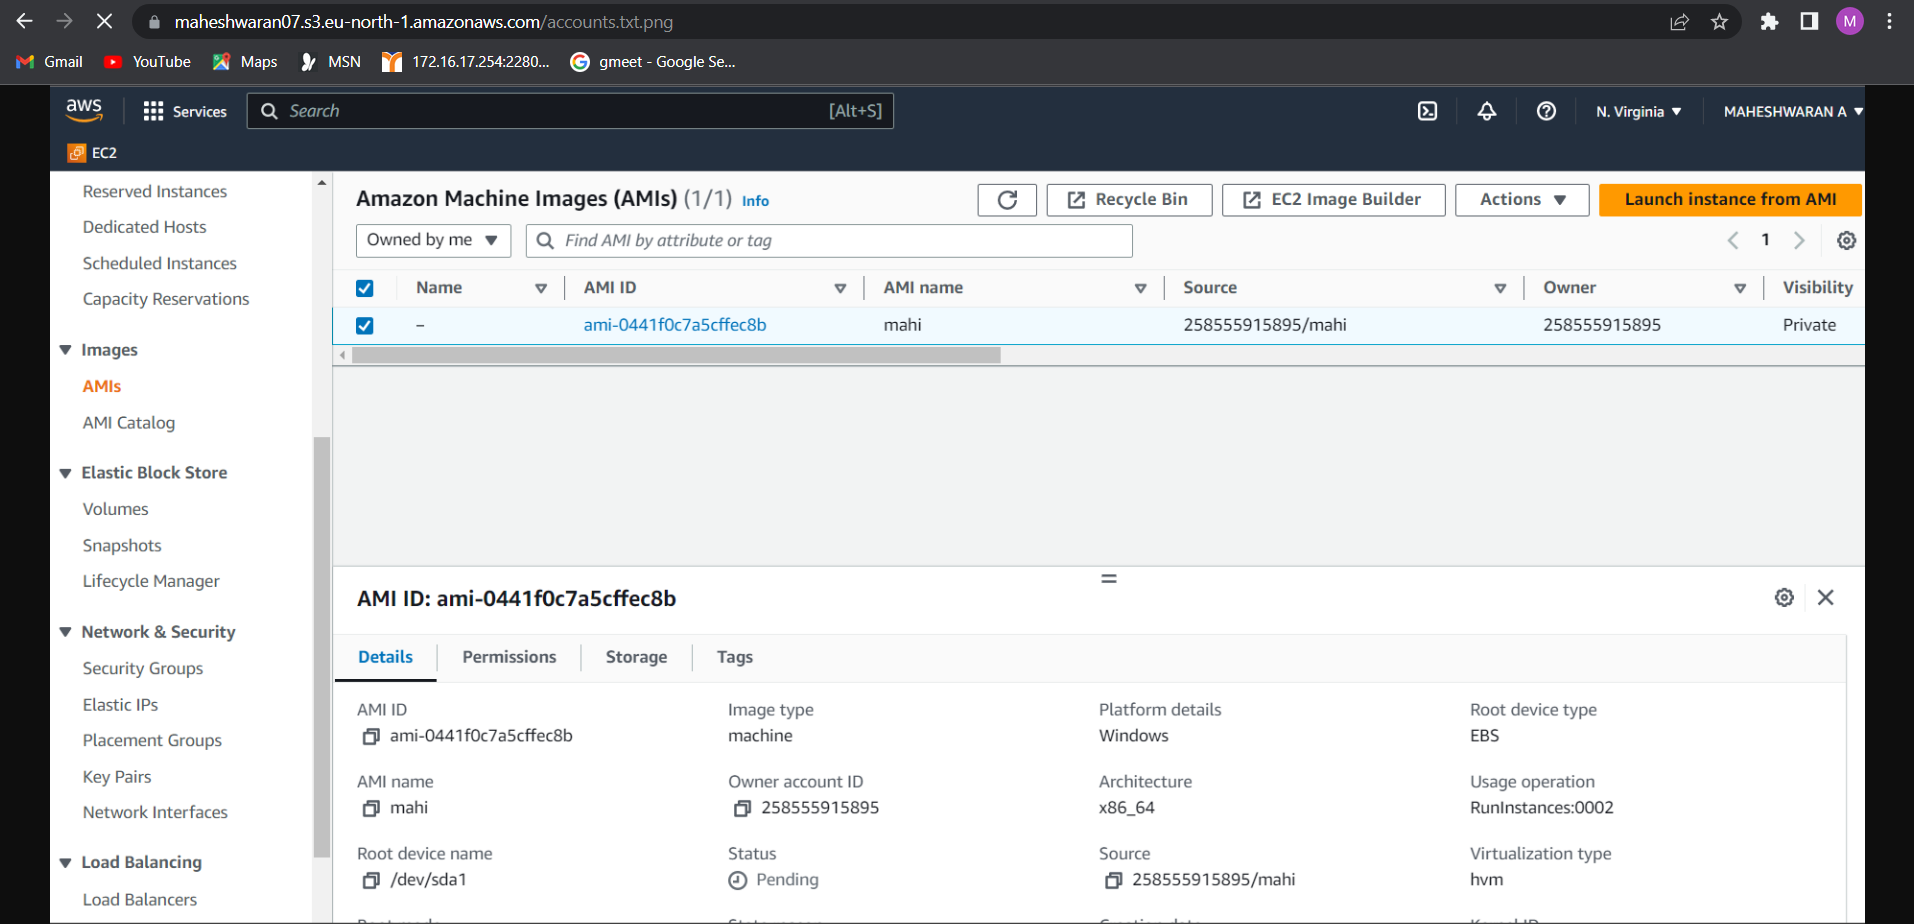 maheshwaran07.s3.eu-north-1.amazonaws.com/accounts.txt.png
M
Gmail YouTube Maps MSN 172.16.17.254:2280... gmeet - Google Se...
aws Services Search [Alt+S] N. Virginia MAHESHWARAN A
EC2
Reserved Instances
Dedicated Hosts
Scheduled Instances
Capacity Reservations
Images
AMIs
AMI Catalog
Elastic Block Store
Volumes
Snapshots
Lifecycle Manager
Network & Security
Security Groups
Elastic IPs
Placement Groups
Key Pairs
Network Interfaces
Load Balancing
Load Balancers
Amazon Machine Images (AMIs) (1/1) Info
Recycle Bin EC2 Image Builder Actions Launch instance from AMI
Owned by me Find AMI by attribute or tag 1
Name AMI ID AMI name Source Owner Visibility
– ami-0441f0c7a5cffec8b mahi 258555915895/mahi 258555915895 Private
AMI ID: ami-0441f0c7a5cffec8b
Details Permissions Storage Tags
AMI ID Image type Platform details Root device type
ami-0441f0c7a5cffec8b machine Windows EBS
AMI name Owner account ID Architecture Usage operation
mahi 258555915895 x86_64 RunInstances:0002
Root device name Status Source Virtualization type
/dev/sda1 Pending 258555915895/mahi hvm